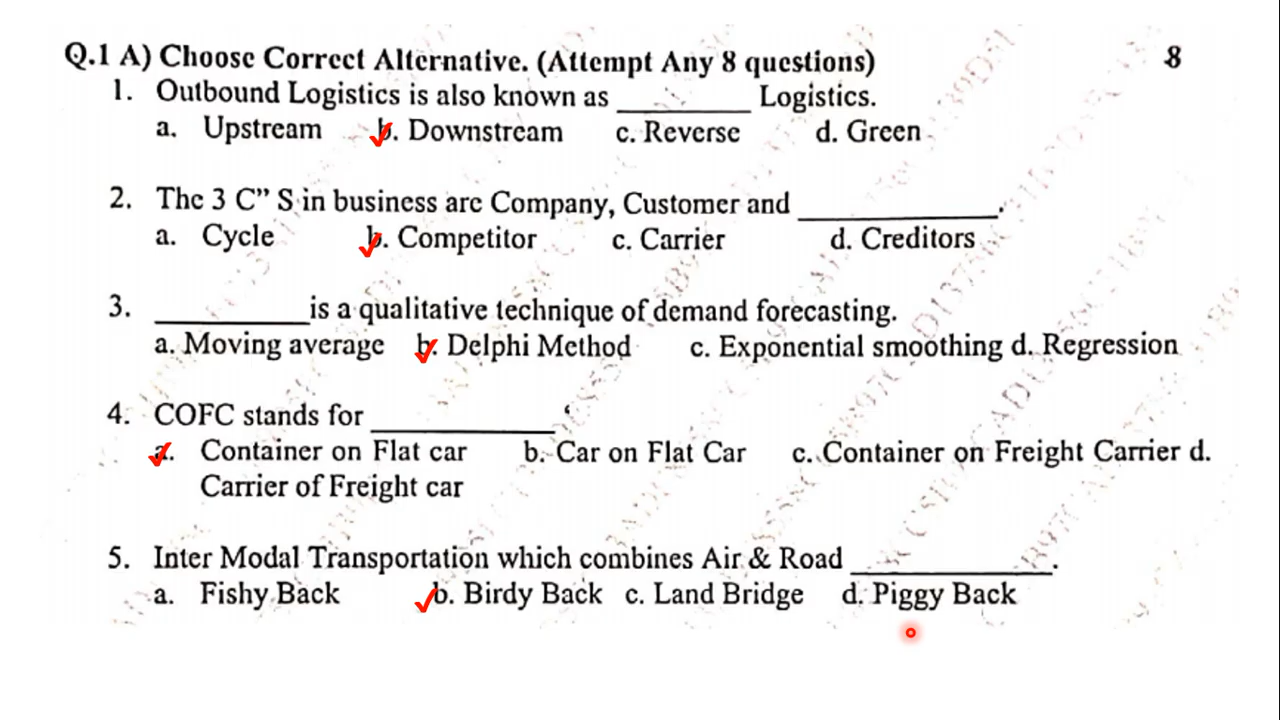 Q.1 A) Choose Correct Alternative. (Attempt Any 8 questions) 8
1. Outbound Logistics is also known as __________ Logistics.
a. Upstream b. Downstream c. Reverse d. Green
2. The 3 C" S in business are Company, Customer and _______________.
a. Cycle b. Competitor c. Carrier d. Creditors
3. ___________ is a qualitative technique of demand forecasting.
a. Moving average b. Delphi Method c. Exponential smoothing d. Regression
4. COFC stands for ______________
a. Container on Flat car b. Car on Flat Car c. Container on Freight Carrier d.
Carrier of Freight car
5. Inter Modal Transportation which combines Air & Road _______________.
a. Fishy Back b. Birdy Back c. Land Bridge d. Piggy Back